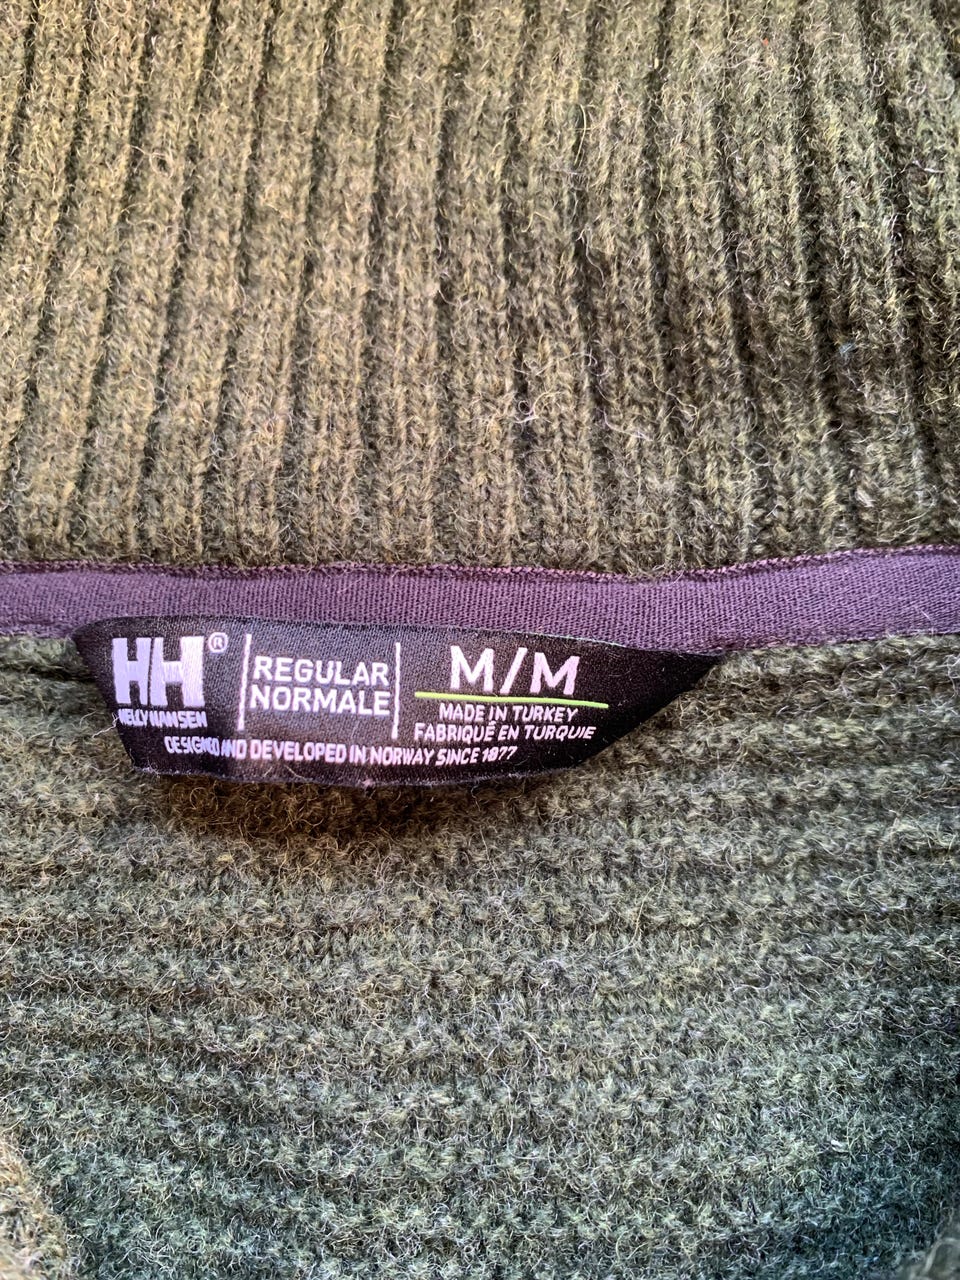 HH®
HELLY HANSEN
REGULAR
NORMALE
M/M
MADE IN TURKEY
FABRIQUÉ EN TURQUIE
DESIGNED AND DEVELOPED IN NORWAY SINCE 1877